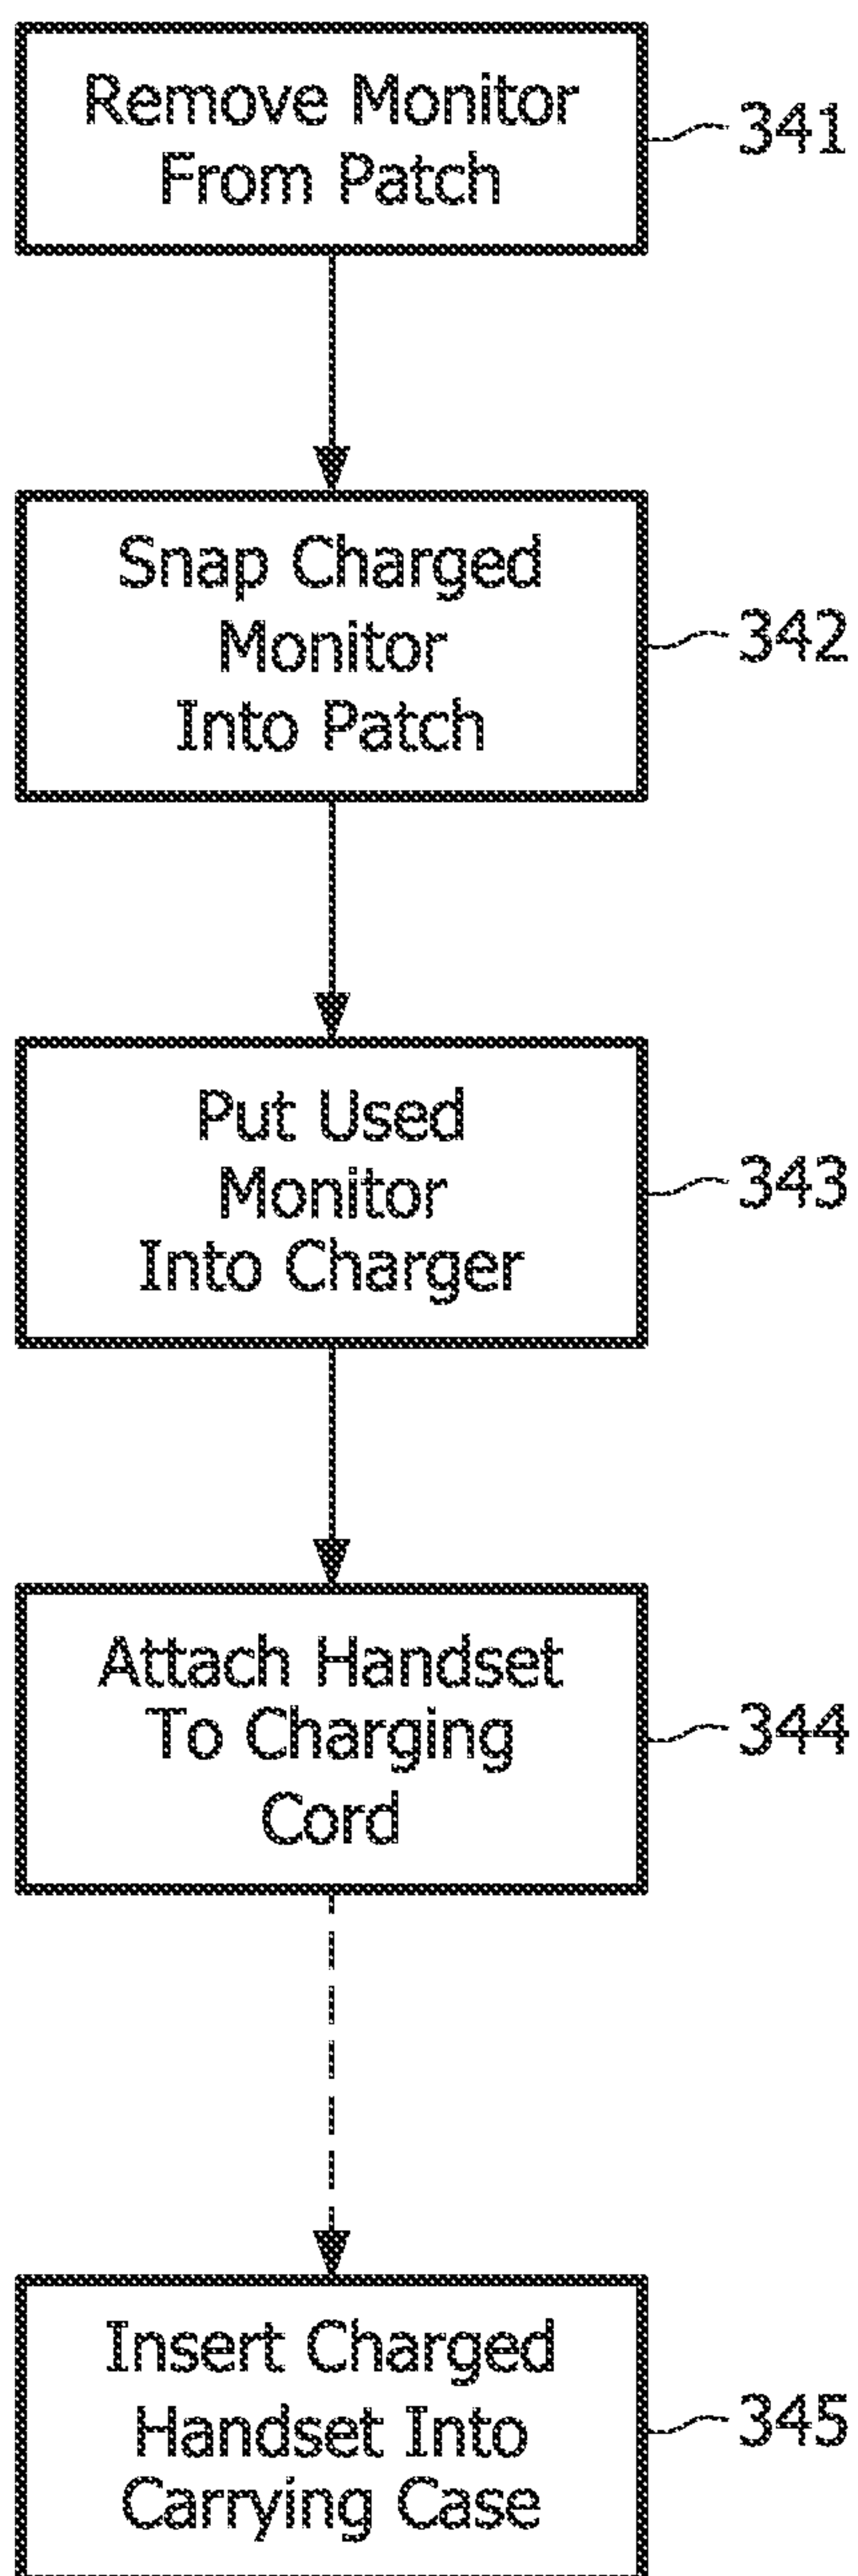 Remove Monitor
From Patch
341
Snap Charged
Monitor
Into Patch
342
Put Used
Monitor
Into Charger
343
Attach Handset
To Charging
Cord
344
Insert Charged
Handset Into
Carrying Case
345